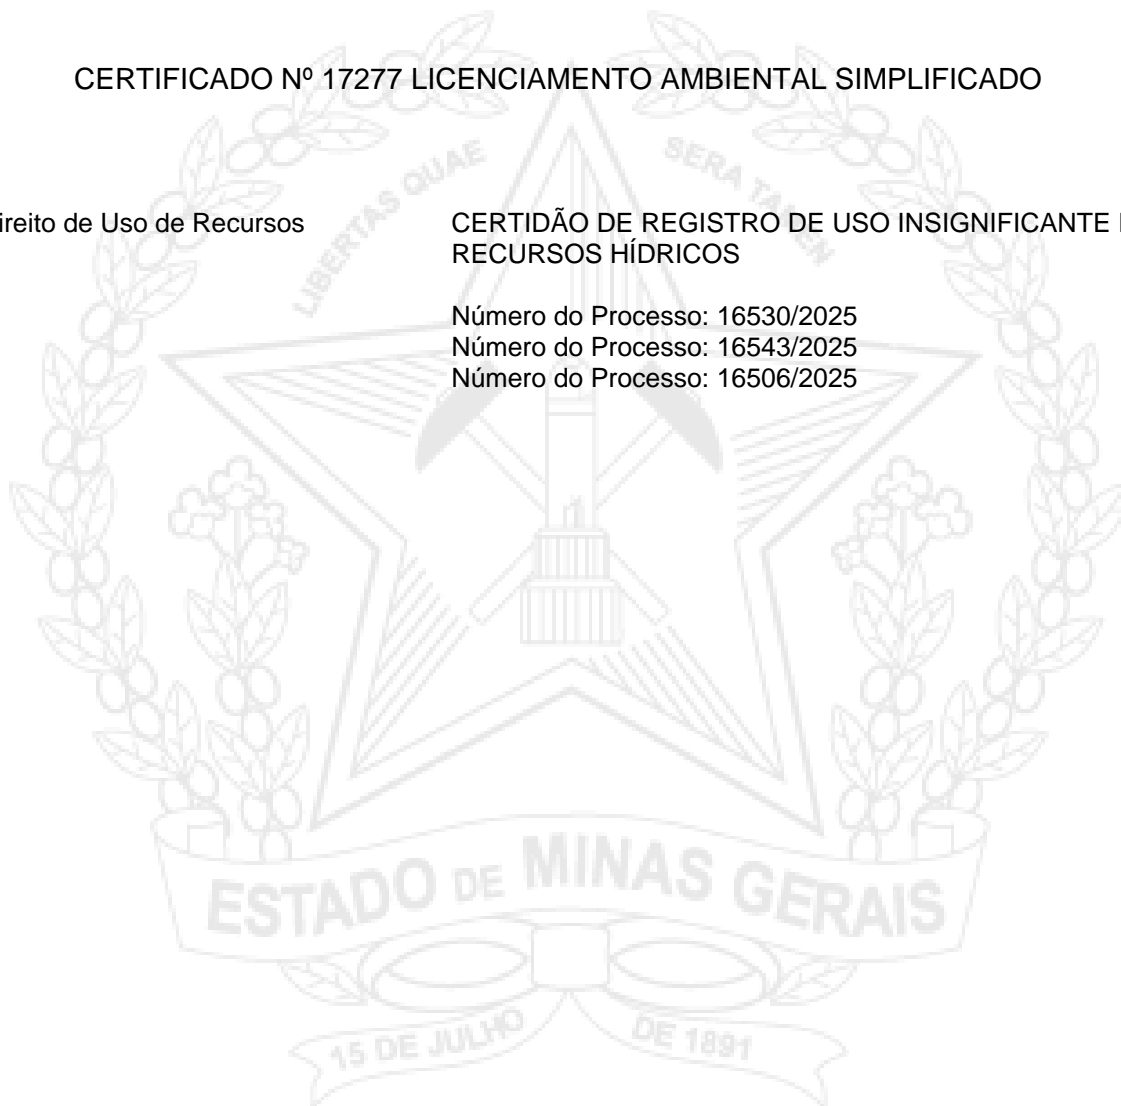 CERTIFICADO Nº 17277 LICENCIAMENTO AMBIENTAL SIMPLIFICADO
LIBERTAS QUAE SERA TAMEN
ireito de Uso de Recursos
CERTIDÃO DE REGISTRO DE USO INSIGNIFICANTE
RECURSOS HÍDRICOS
Número do Processo: 16530/2025
Número do Processo: 16543/2025
Número do Processo: 16506/2025
ESTADO DE MINAS GERAIS
15 DE JULHO DE 1891